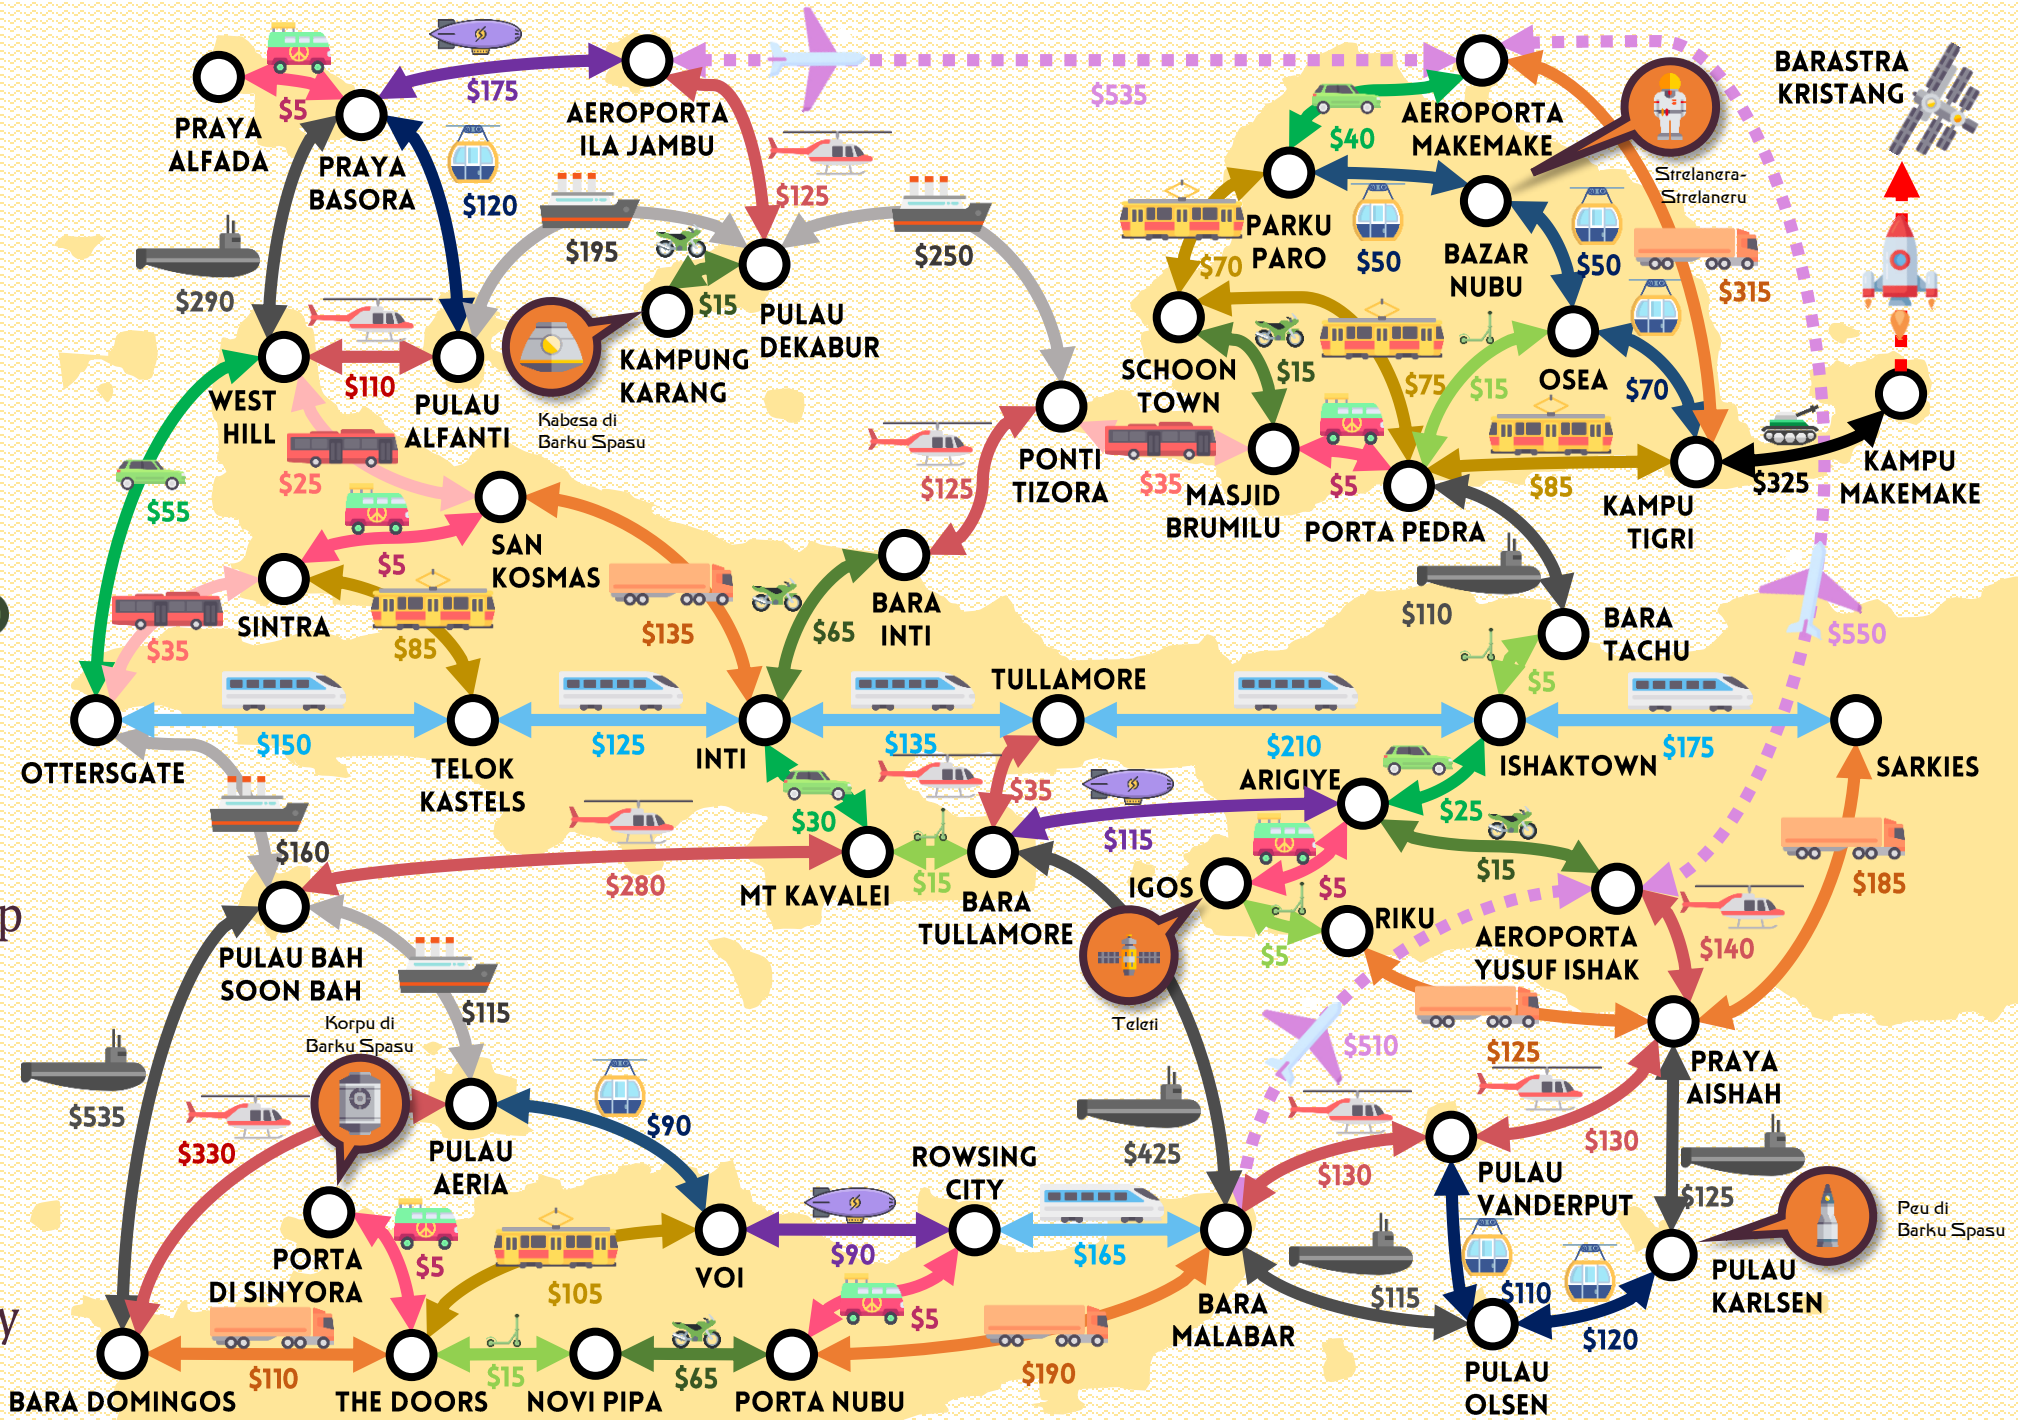 $5
$175
$535
BARASTRA
KRISTANG
PRAYA
ALFADA
AEROPORTA
ILA JAMBU
AEROPORTA
MAKEMAKE
$40
PRAYA
BASORA
$120
$125
Strelanera-
Strelaneru
$195
$250
PARKU
PARO
$70
$50
BAZAR
NUBU
$50
$290
$15
$315
$110
PULAU
DEKABUR
KAMPUNG
KARANG
WEST
HILL
PULAU
ALFANTI
Kabesa di
Barku Spasu
SCHOON
TOWN
$15
$75
$15
OSEA
$70
$25
$55
$125
PONTI
TIZORA
$35
MASJID
BRUMILU
$5
PORTA PEDRA
$85
KAMPU
TIGRI
$325
KAMPU
MAKEMAKE
SAN
KOSMAS
$5
SINTRA
$35
$85
$135
$65
BARA
INTI
$110
BARA
TACHU
$550
$5
TULLAMORE
OTTERSGATE
$150
TELOK
KASTELS
$125
INTI
$135
$210
ISHAKTOWN
$175
SARKIES
$30
$35
ARIGIYE
$25
$115
$160
$280
MT KAVALEI
$15
BARA
TULLAMORE
IGOS
$5
$15
RIKU
$5
$185
p
PULAU BAH
SOON BAH
AEROPORTA
YUSUF ISHAK
$140
$115
Korpu di
Barku Spasu
Teleti
$510
$125
PRAYA
AISHAH
$535
$330
PULAU
AERIA
$90
$425
$130
$130
PULAU
VANDERPUT
$125
ROWSING
CITY
PORTA
DI SINYORA
$5
$105
VOI
$90
$165
Peu di
Barku Spasu
PULAU
KARLSEN
BARA
MALABAR
$115
$110
$120
y
PULAU
OLSEN
BARA DOMINGOS
$110
THE DOORS
$15
NOVI PIPA
$65
PORTA NUBU
$5
$190